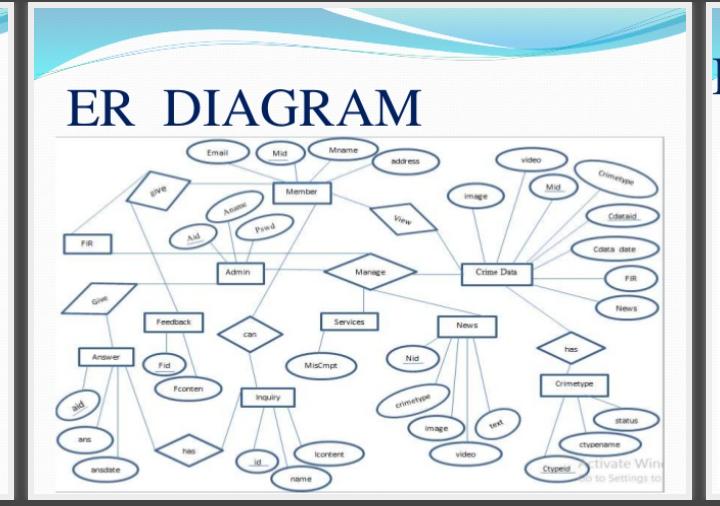 ER DIAGRAM
Email
Mid
Mname
address
video
Crimetype
give
Member
image
Mid
Aname
Cdataid
View
Aid
Pswd
FIR
Cdata date
Admin
Manage
Crime Data
FIR
Give
News
Feedback
can
Services
News
has
Answer
Fid
MisCmpt
Nid
Crimetype
Fconten
Inquiry
crimetype
aid
status
image
text
ans
has
Icontent
video
ctypename
ansdate
id
name
Ctypeid
Activate Win
Go to Settings to